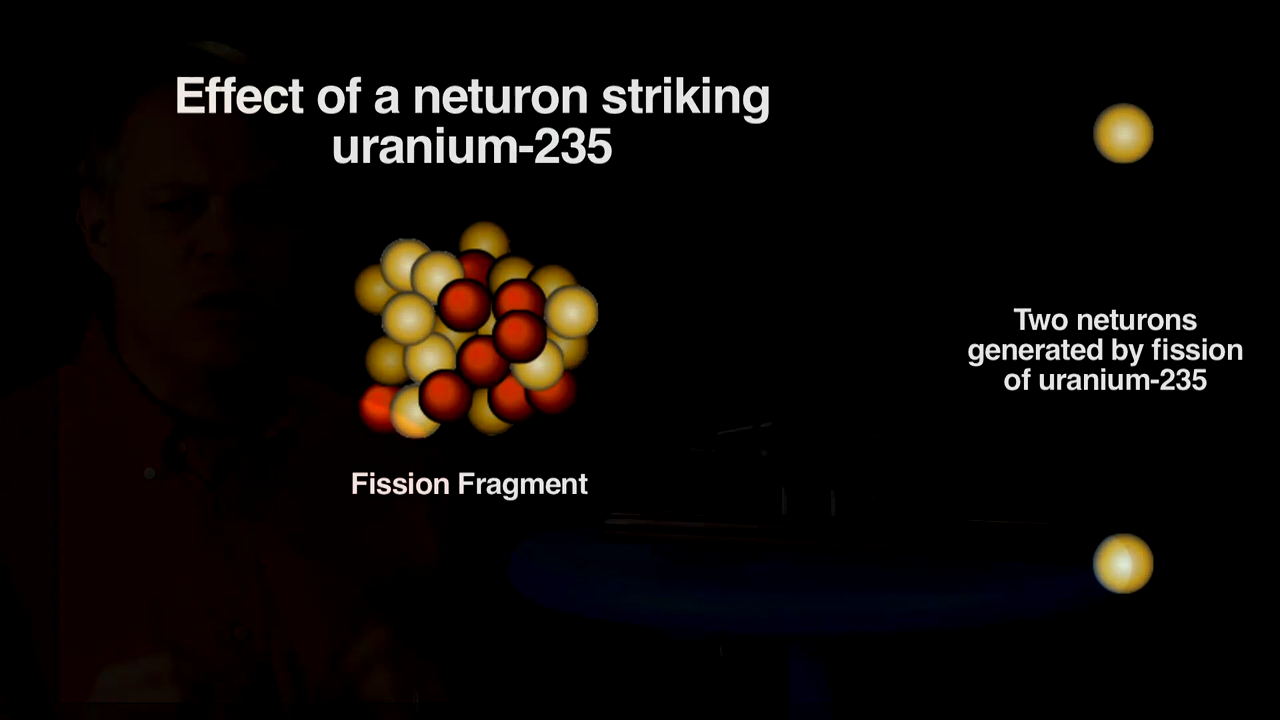 Effect of a neturon striking
uranium-235
Two neturons
generated by fission
of uranium-235
Fission Fragment